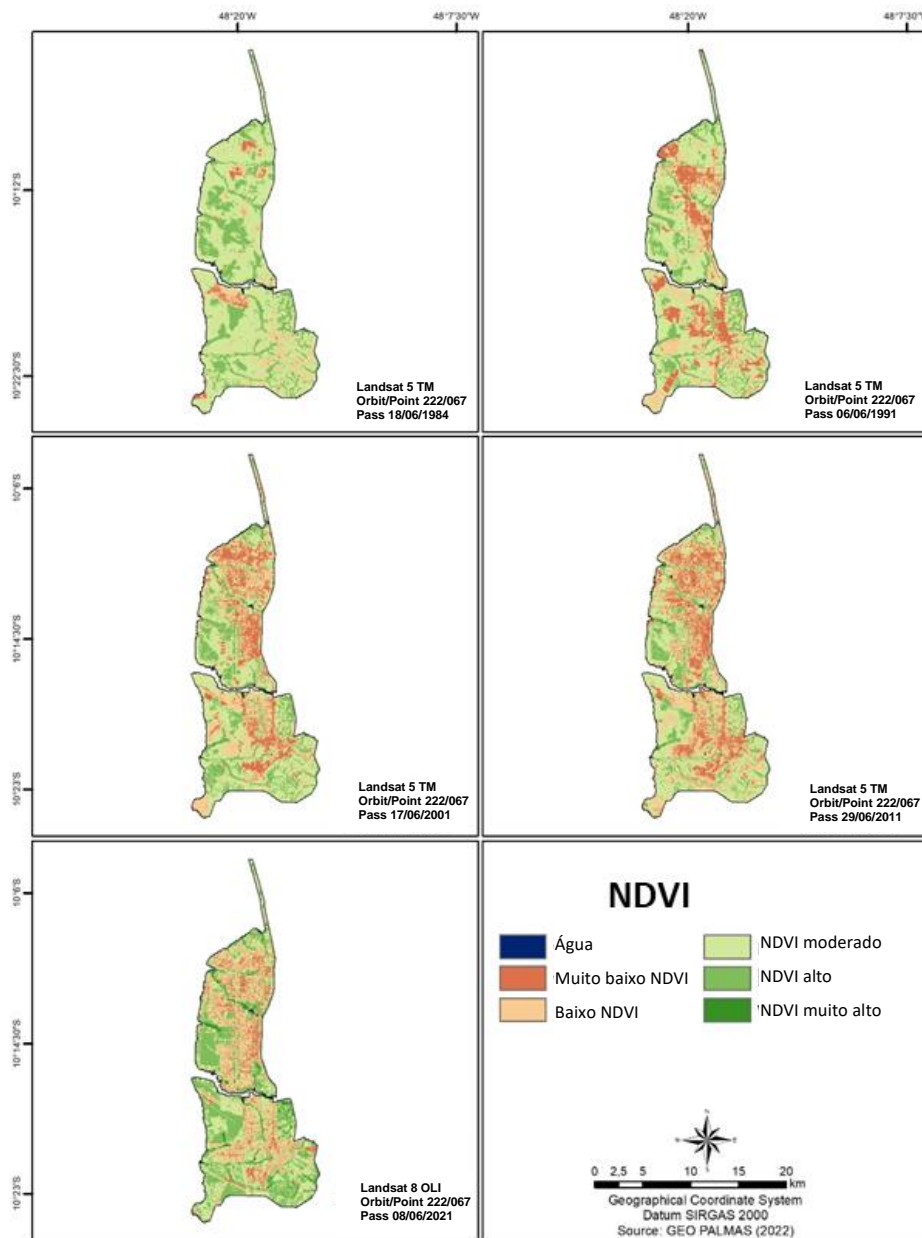 48°20'W
48°7'30"W
48°20'W
48°7'30"W
10°12'S
10°22'30"S
Landsat 5 TM
Orbit/Point 222/067
Pass 18/06/1984
Landsat 5 TM
Orbit/Point 222/067
Pass 06/06/1991
10°6'S
10°14'30"S
10°23'S
Landsat 5 TM
Orbit/Point 222/067
Pass 17/06/2001
Landsat 5 TM
Orbit/Point 222/067
Pass 29/06/2011
10°6'S
10°14'30"S
10°23'S
Landsat 8 OLI
Orbit/Point 222/067
Pass 08/06/2021
NDVI
Água
Muito baixo NDVI
Baixo NDVI
NDVI moderado
NDVI alto
NDVI muito alto
0 2,5 5 10 15 20
km
Geographical Coordinate System
Datum SIRGAS 2000
Source: GEO PALMAS (2022)